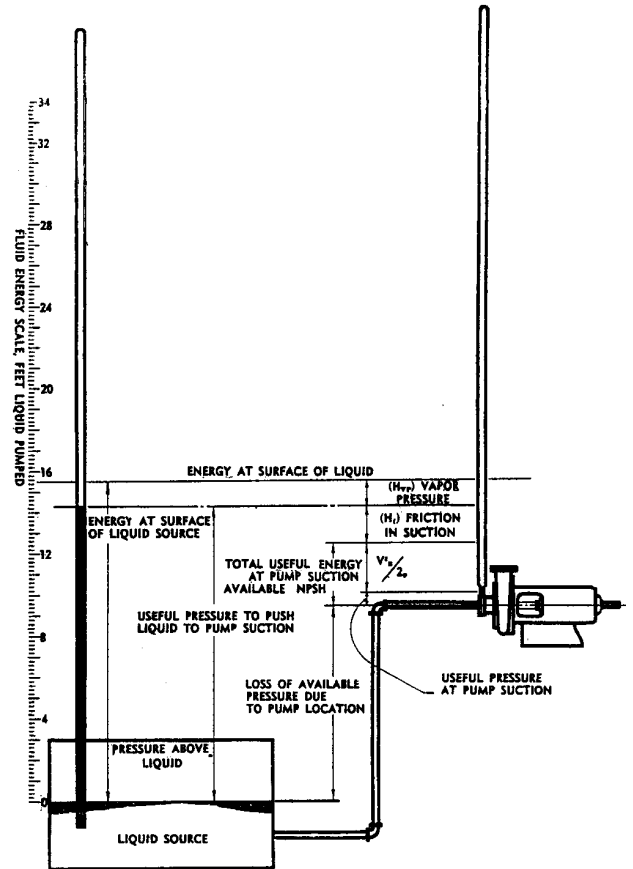 FLUID ENERGY SCALE, FEET LIQUID PUMPED
34
28
24
20
16
12
8
4
0
ENERGY AT SURFACE OF LIQUID
(HVP) VAPOR
PRESSURE
ENERGY AT SURFACE
OF LIQUID SOURCE
(Hf) FRICTION
IN SUCTION
TOTAL USEFUL ENERGY
AT PUMP SUCTION
AVAILABLE NPSH
USEFUL PRESSURE TO PUSH
LIQUID TO PUMP SUCTION
USEFUL PRESSURE
AT PUMP SUCTION
LOSS OF AVAILABLE
PRESSURE DUE
TO PUMP LOCATION
PRESSURE ABOVE
LIQUID
LIQUID SOURCE